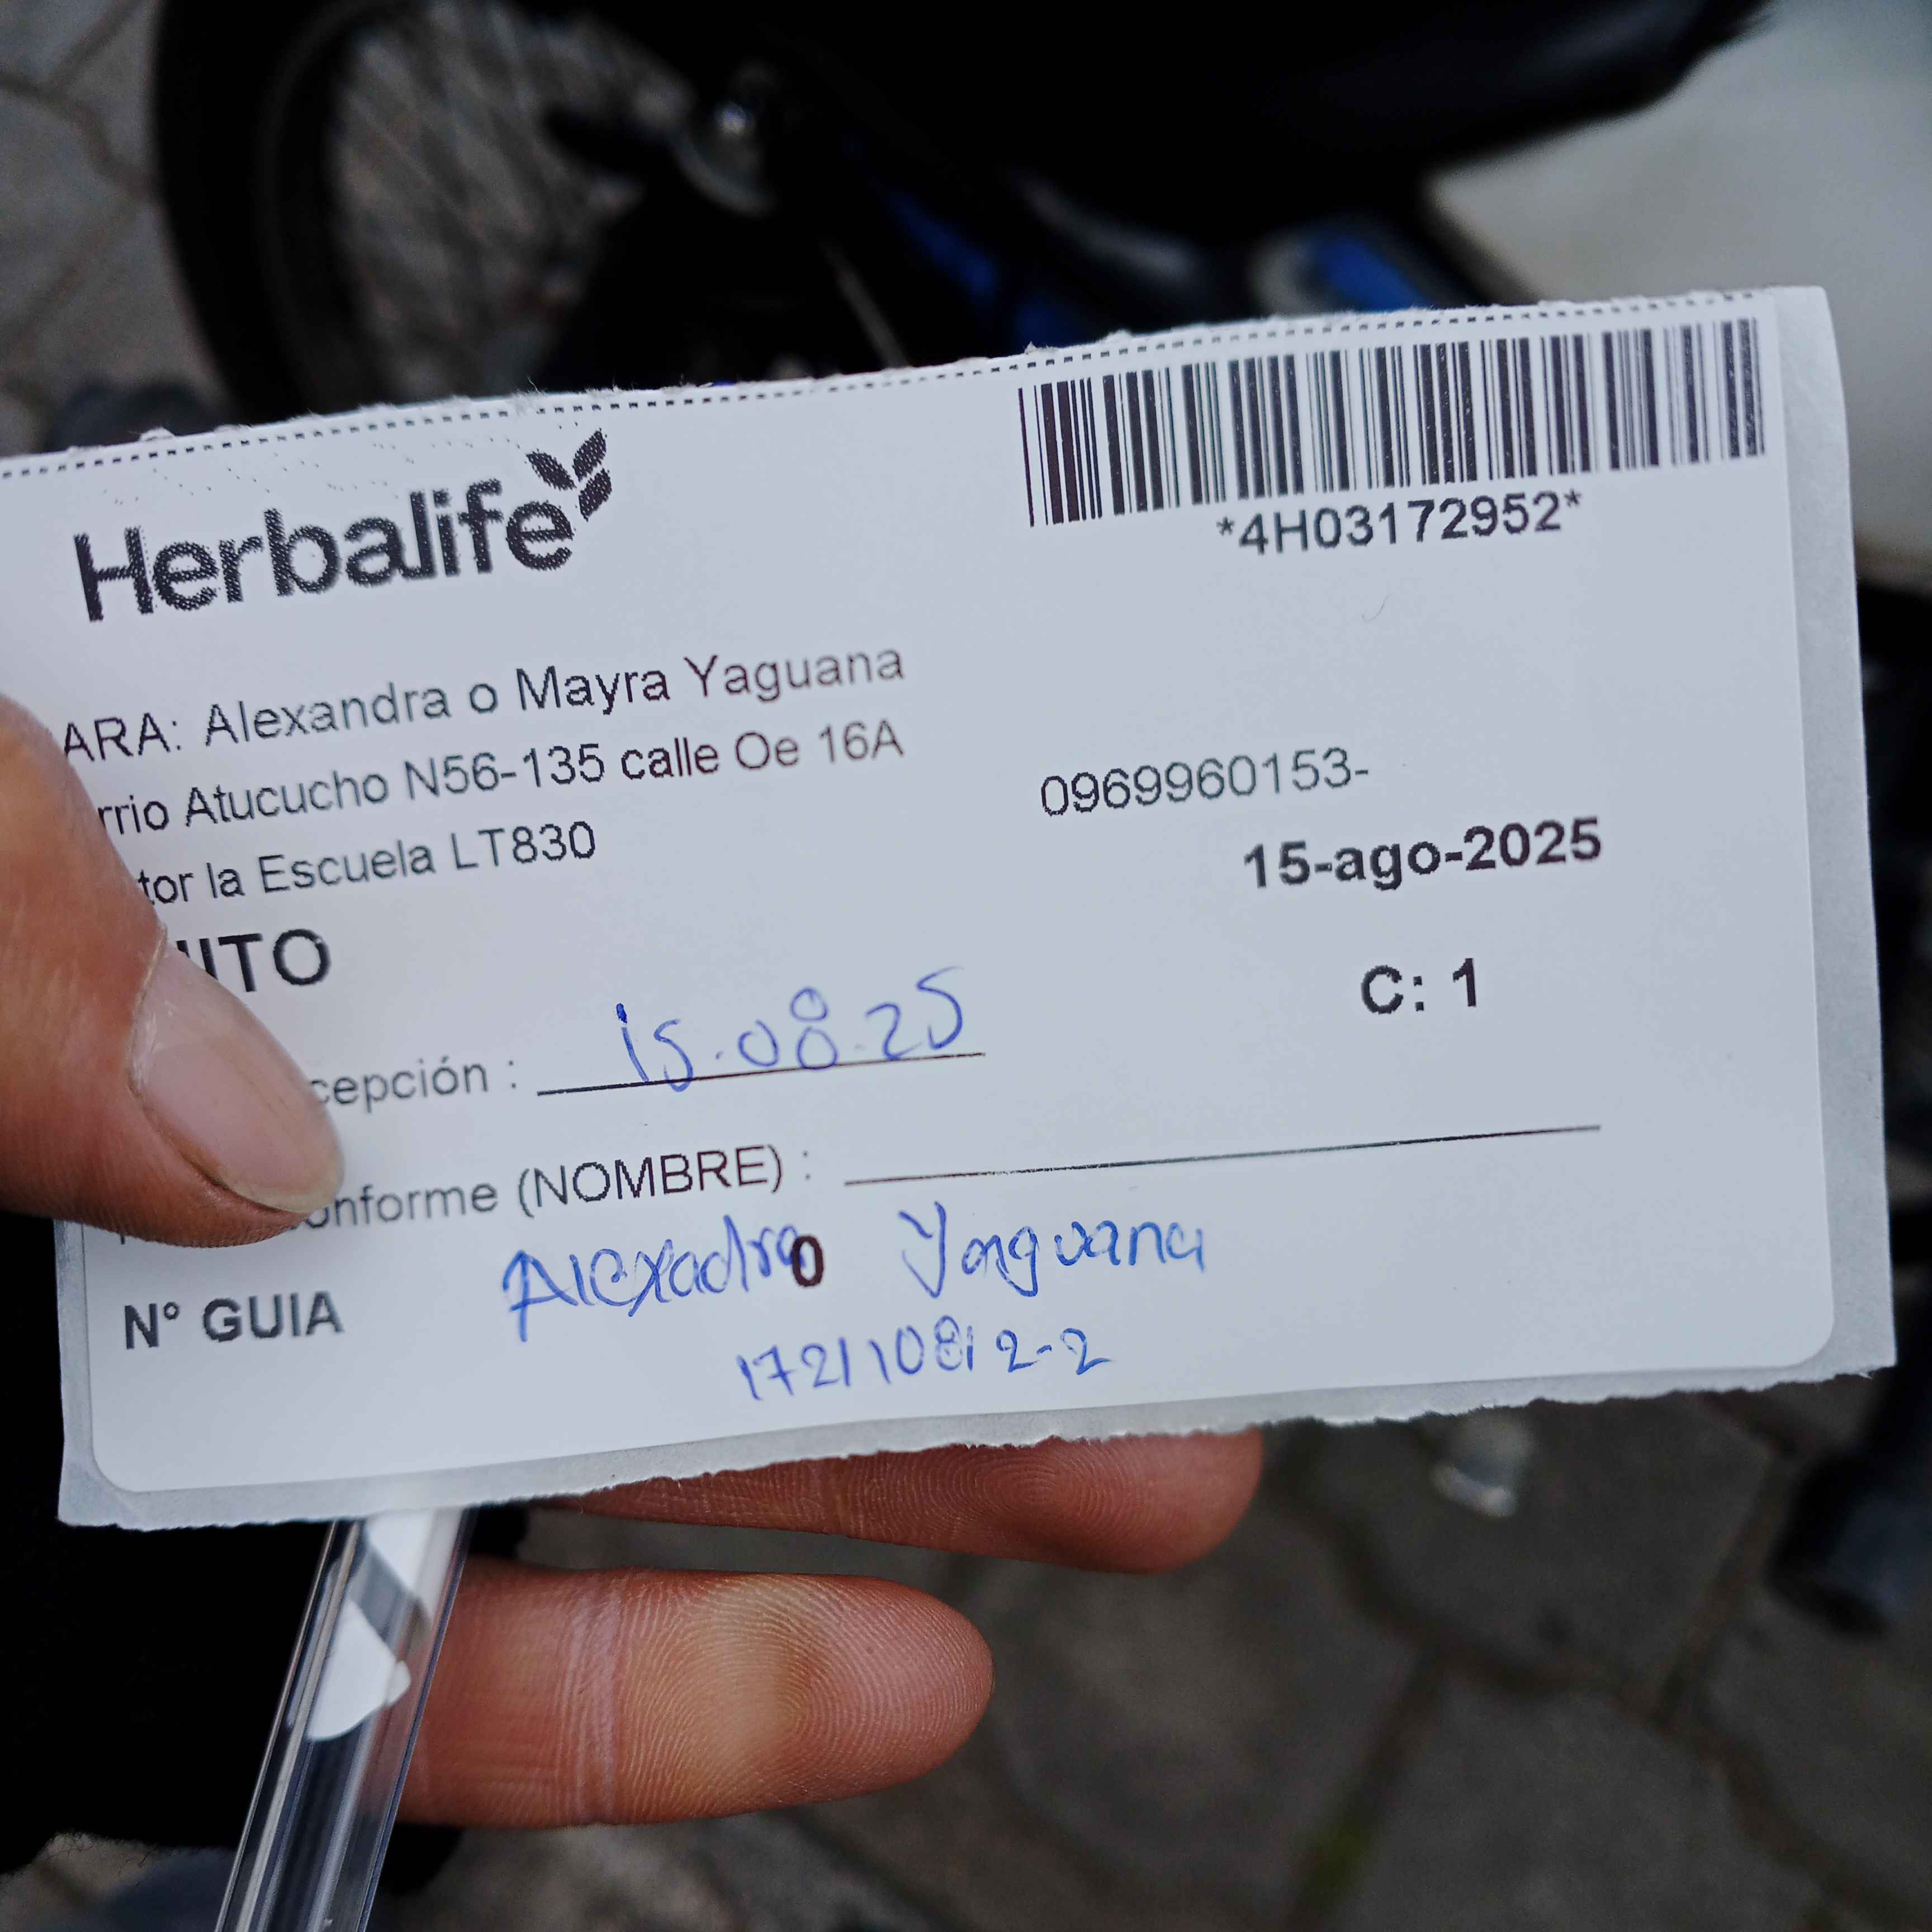 Herbalife
*4H03172952*
ARA: Alexandra o Mayra Yaguana
rrio Atucucho N56-135 calle Oe 16A
0969960153-
tor la Escuela LT830
15-ago-2025
UITO
C: 1
cepción : 15.08.25
onforme (NOMBRE) :
Alexadra Yaguana
N° GUIA 0
172110812-2